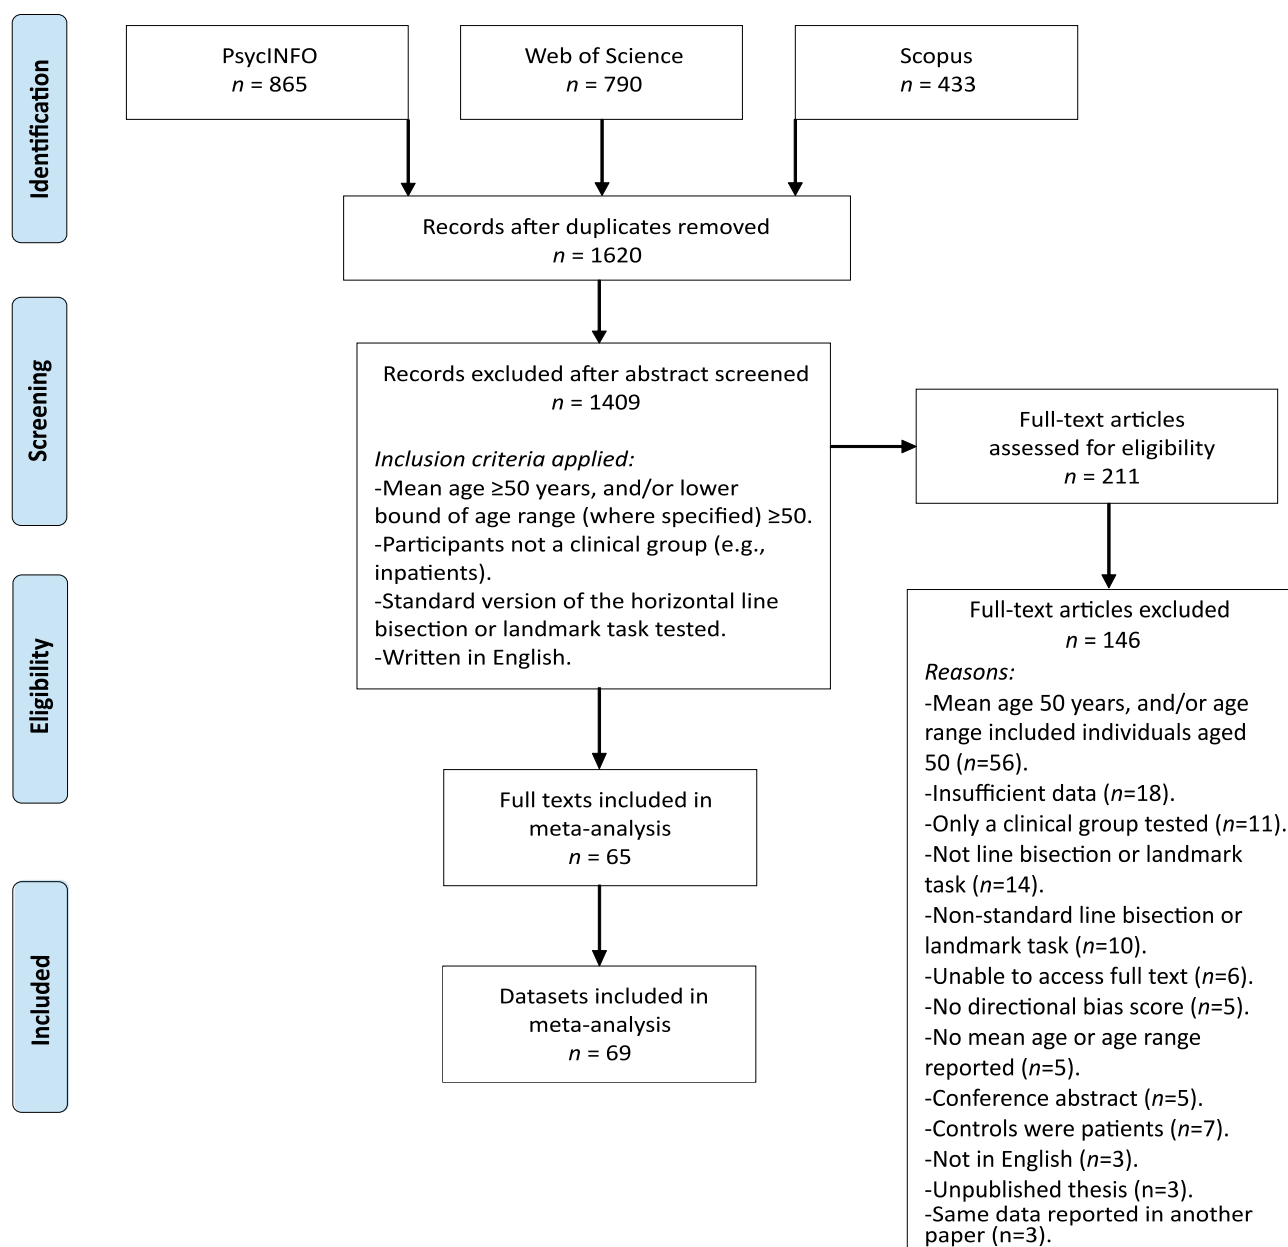 Identification
PsycINFO
n = 865
Web of Science
n = 790
Scopus
n = 433
Records after duplicates removed
n = 1620
Screening
Records excluded after abstract screened
n = 1409
Inclusion criteria applied:
-Mean age ≥50 years, and/or lower
bound of age range (where specified) ≥50.
-Participants not a clinical group (e.g.,
inpatients).
-Standard version of the horizontal line
bisection or landmark task tested.
-Written in English.
Full-text articles
assessed for eligibility
n = 211
Eligibility
Full-text articles excluded
n = 146
Reasons:
-Mean age 50 years, and/or age
range included individuals aged
50 (n=56).
-Insufficient data (n=18).
-Only a clinical group tested (n=11).
-Not line bisection or landmark
task (n=14).
-Non-standard line bisection or
landmark task (n=10).
-Unable to access full text (n=6).
-No directional bias score (n=5).
-No mean age or age range
reported (n=5).
-Conference abstract (n=5).
-Controls were patients (n=7).
-Not in English (n=3).
-Unpublished thesis (n=3).
-Same data reported in another
paper (n=3).
Full texts included in
meta-analysis
n = 65
Included
Datasets included in
meta-analysis
n = 69